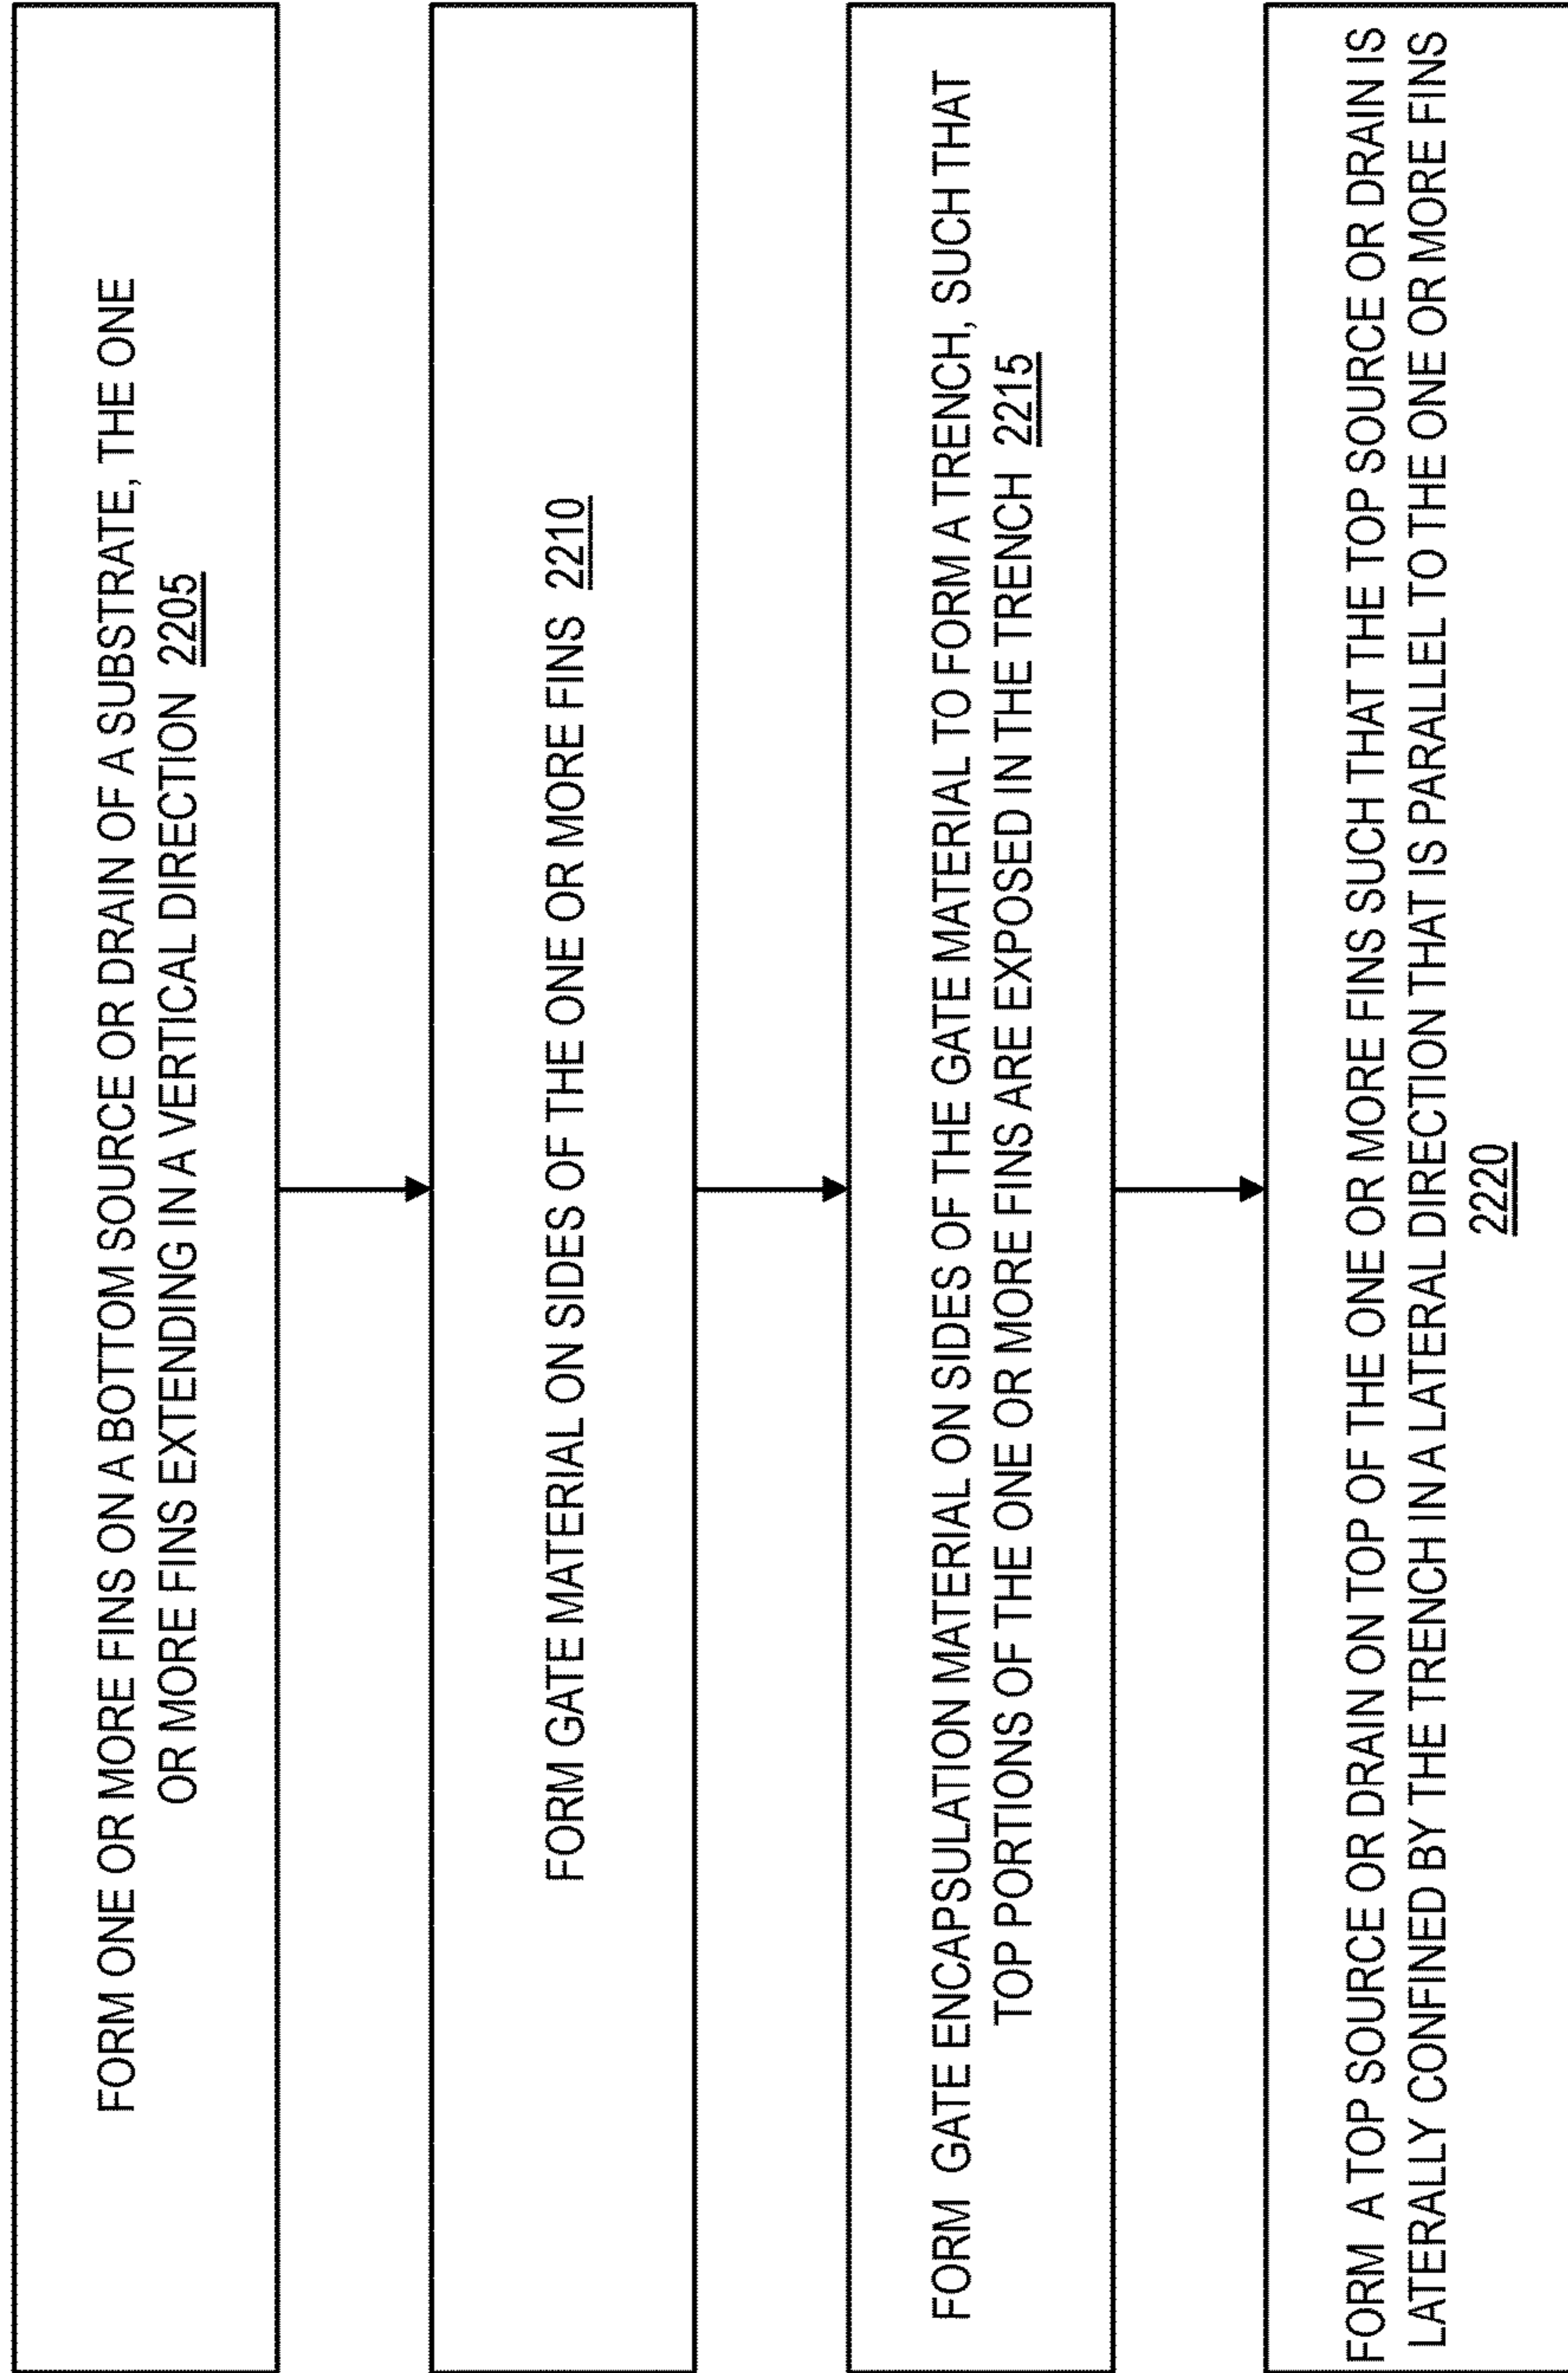 FORM ONE OR MORE FINS ON A BOTTOM SOURCE OR DRAIN OF A SUBSTRATE, THE ONE
OR MORE FINS EXTENDING IN A VERTICAL DIRECTION 2205
FORM GATE MATERIAL ON SIDES OF THE ONE OR MORE FINS 2210
FORM GATE ENCAPSULATION MATERIAL ON SIDES OF THE GATE MATERIAL TO FORM A TRENCH, SUCH THAT
TOP PORTIONS OF THE ONE OR MORE FINS ARE EXPOSED IN THE TRENCH 2215
FORM A TOP SOURCE OR DRAIN ON TOP OF THE ONE OR MORE FINS SUCH THAT THE TOP SOURCE OR DRAIN IS
LATERALLY CONFINED BY THE TRENCH IN A LATERAL DIRECTION THAT IS PARALLEL TO THE ONE OR MORE FINS
2220